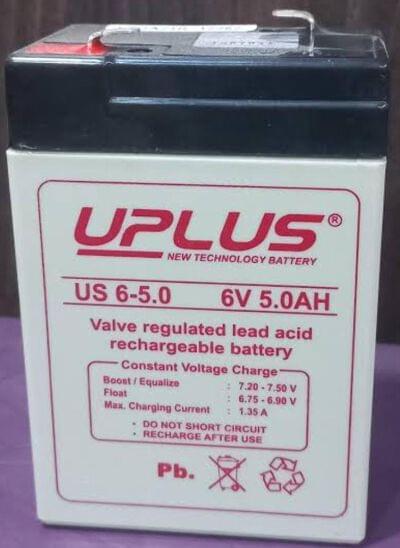 UPLUS®
NEW TECHNOLOGY BATTERY
US 6-5.0 6V 5.0AH
Valve regulated lead acid
rechargeable battery
Constant Voltage Charge
Boost / Equalize : 7.20 - 7.50 V
Float : 6.75 - 6.90 V
Max. Charging Current : 1.35 A
• DO NOT SHORT CIRCUIT
• RECHARGE AFTER USE
Pb.